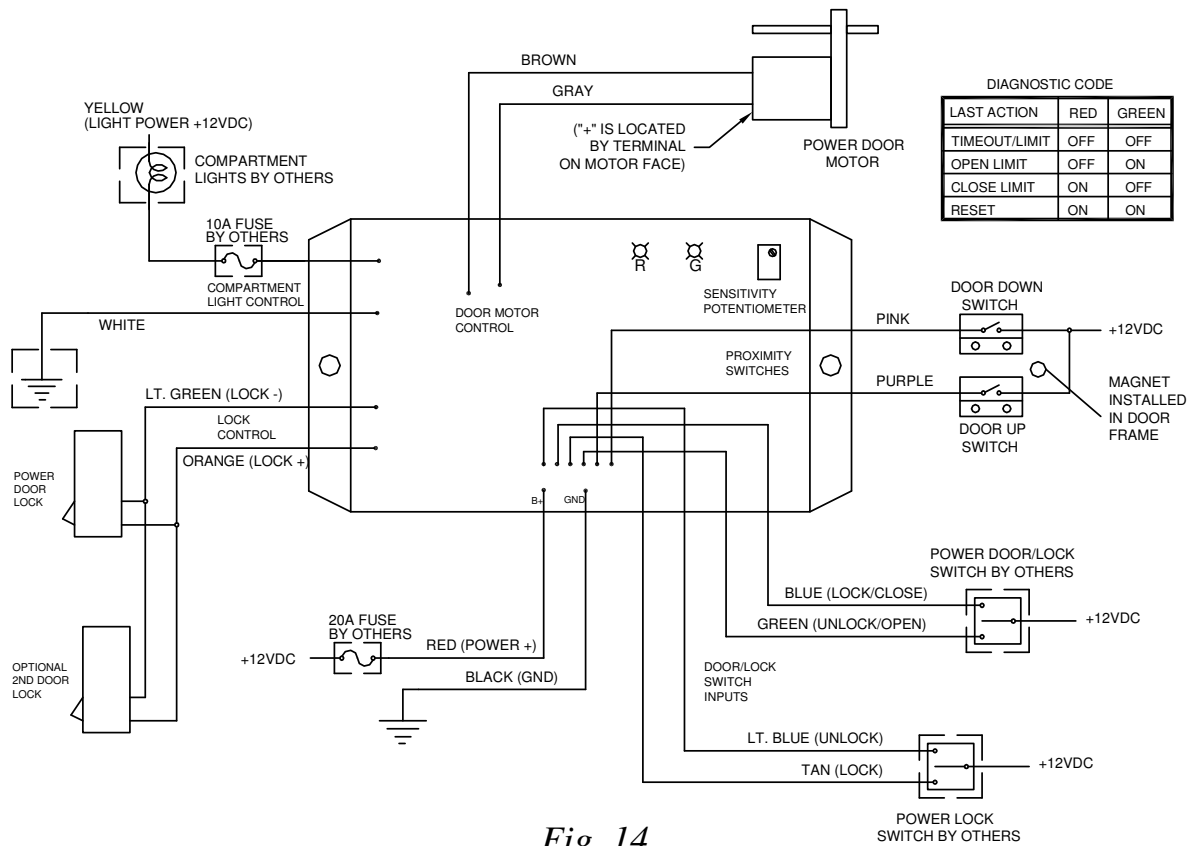 BROWN
GRAY
("+" IS LOCATED
BY TERMINAL
ON MOTOR FACE)
POWER DOOR
MOTOR
DIAGNOSTIC CODE
LAST ACTION RED GREEN
TIMEOUT/LIMIT OFF OFF
OPEN LIMIT OFF ON
CLOSE LIMIT ON OFF
RESET ON ON
YELLOW
(LIGHT POWER +12VDC)
COMPARTMENT
LIGHTS BY OTHERS
10A FUSE
BY OTHERS
COMPARTMENT
LIGHT CONTROL
WHITE
DOOR MOTOR
CONTROL
R
G
SENSITIVITY
POTENTIOMETER
PROXIMITY
SWITCHES
PINK
PURPLE
DOOR DOWN
SWITCH
+12VDC
DOOR UP
SWITCH
MAGNET
INSTALLED
IN DOOR
FRAME
LT. GREEN (LOCK -)
LOCK
CONTROL
ORANGE (LOCK +)
POWER
DOOR
LOCK
OPTIONAL
2ND DOOR
LOCK
B+
GND
20A FUSE
BY OTHERS
+12VDC
RED (POWER +)
BLACK (GND)
POWER DOOR/LOCK
SWITCH BY OTHERS
BLUE (LOCK/CLOSE)
GREEN (UNLOCK/OPEN)
+12VDC
DOOR/LOCK
SWITCH
INPUTS
LT. BLUE (UNLOCK)
TAN (LOCK)
+12VDC
POWER LOCK
SWITCH BY OTHERS
Fig. 14